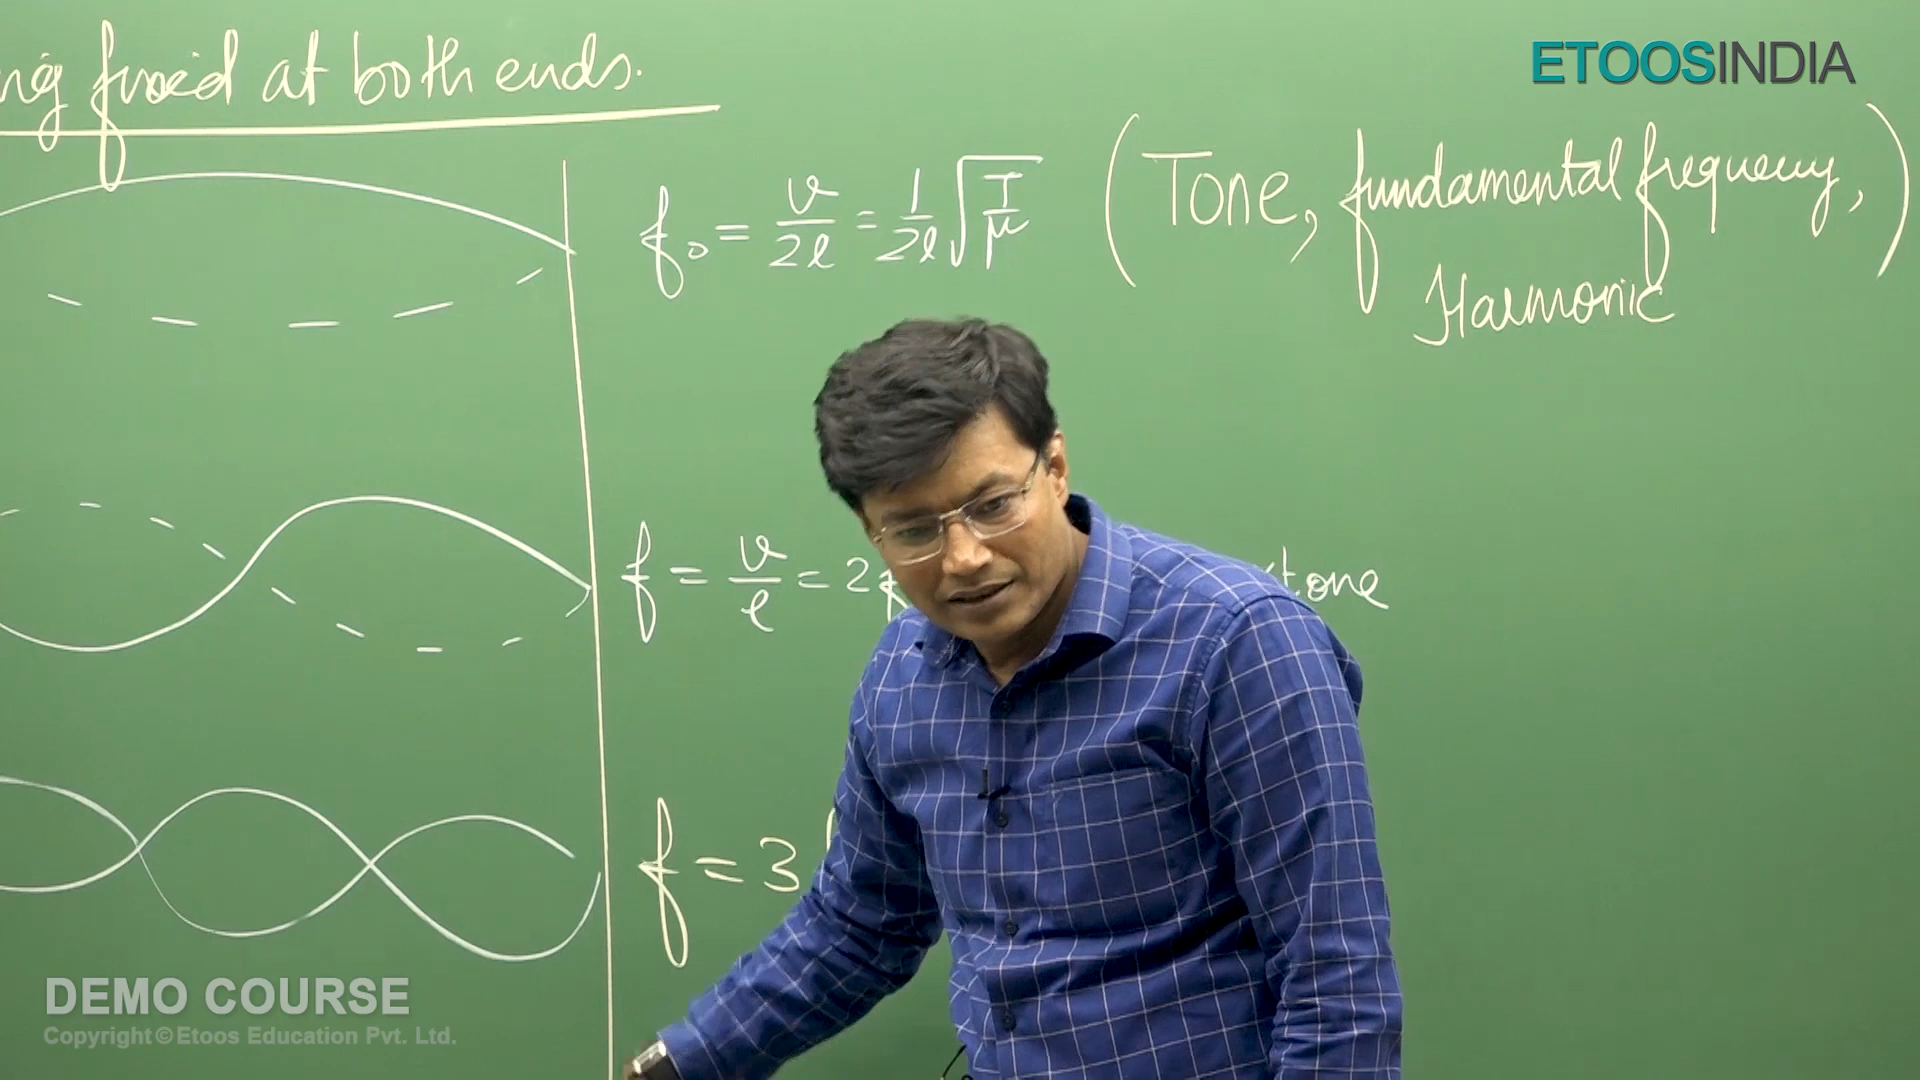 ETOOSINDIA
ng fixed at both ends.
f₀ = v/2l = 1/2l √T/μ (Tone, fundamental frequency,)
Harmonic
f = v/l = 2f tone
f = 3
DEMO COURSE
Copyright © Etoos Education Pvt. Ltd.